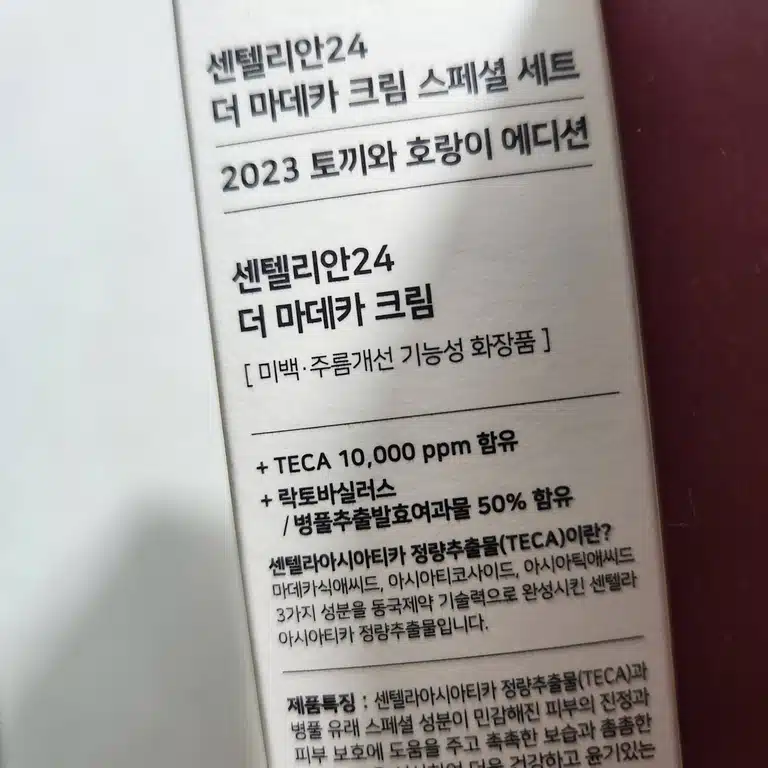 센텔리안24
더 마데카 크림 스페셜 세트
2023 토끼와 호랑이 에디션
센텔리안24
더 마데카 크림
[ 미백·주름개선 기능성 화장품 ]
+ TECA 10,000 ppm 함유
+ 락토바실러스
/ 병풀추출발효여과물 50% 함유
센텔라아시아티카 정량추출물(TECA)이란?
마데카식애씨드, 아시아티코사이드, 아시아틱애씨드
3가지 성분을 동국제약 기술력으로 완성시킨 센텔라
아시아티카 정량추출물입니다.
제품특징 : 센텔라아시아티카 정량추출물(TECA)과
병풀 유래 스페셜 성분이 민감해진 피부의 진정과
피부 보호에 도움을 주고 촉촉한 보습과 촘촘한
더욱 건강하고 윤기있는